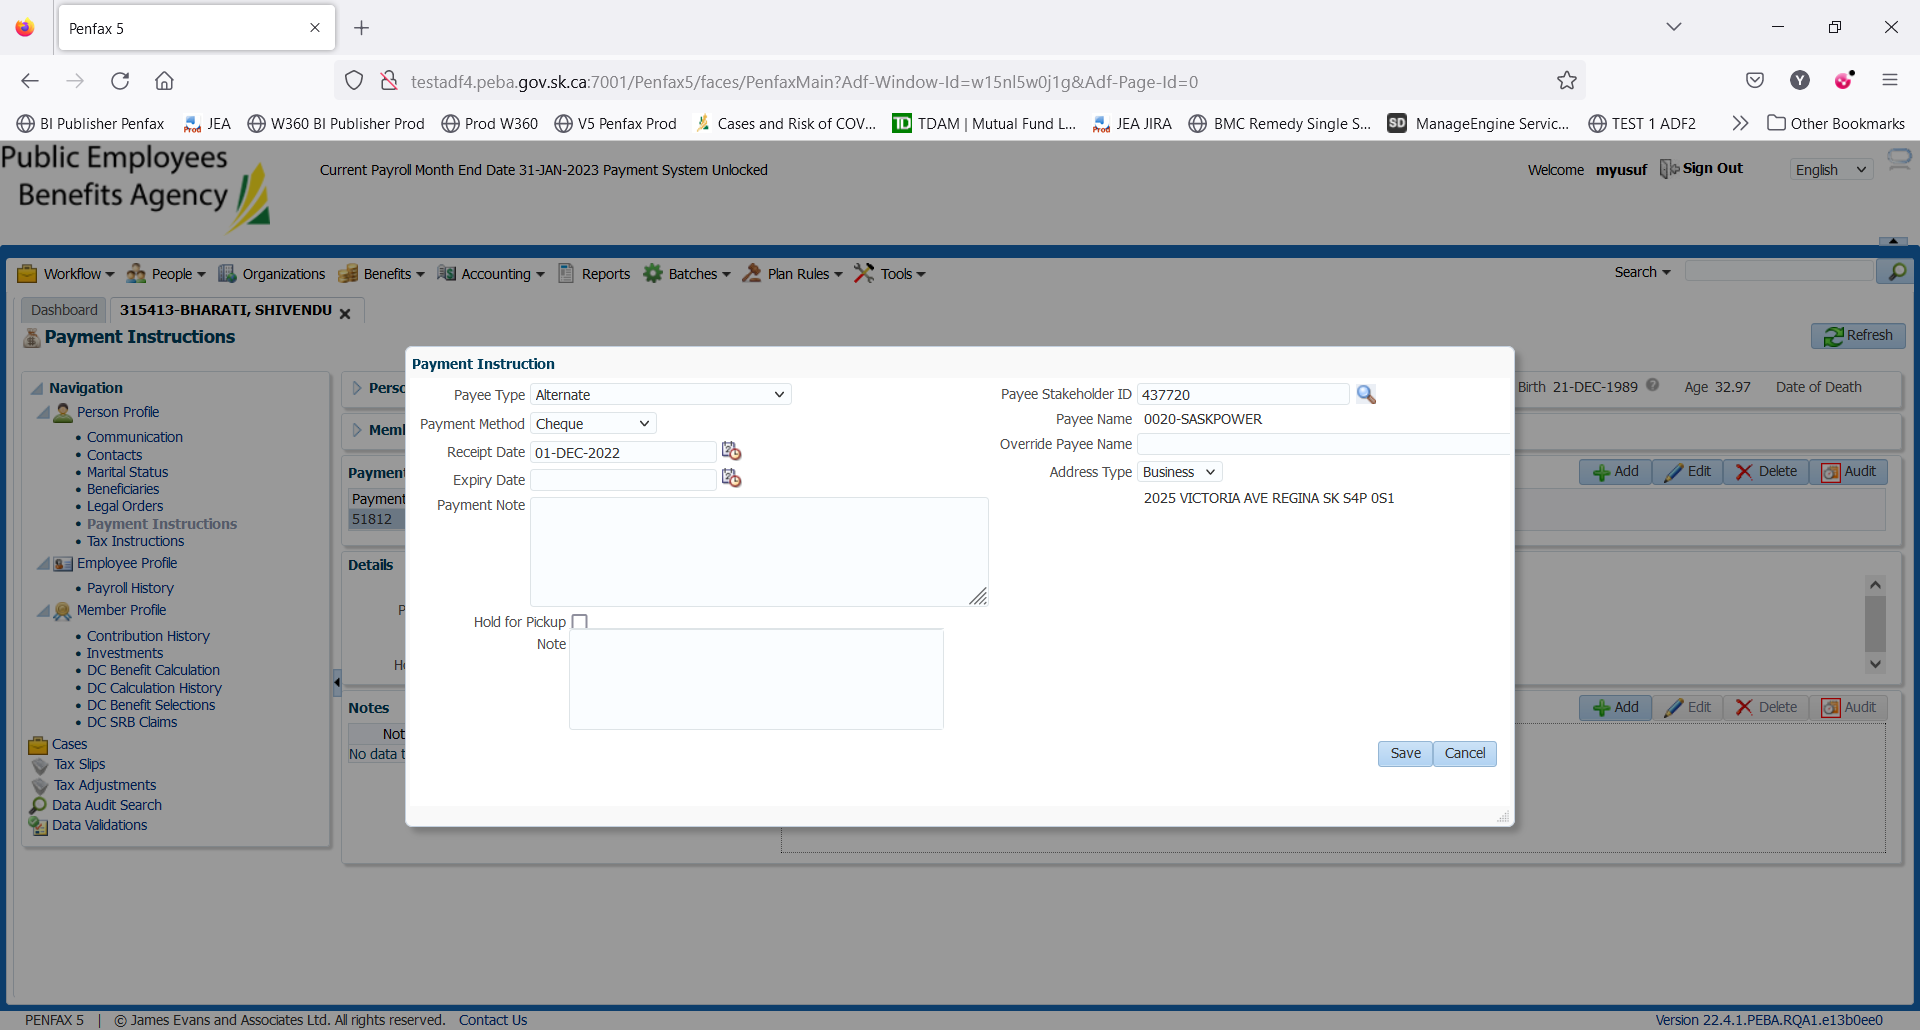 Penfax 5
testadf4.peba.gov.sk.ca:7001/Penfax5/faces/PenfaxMain?Adf-Window-Id=w15nl5w0j1g&Adf-Page-Id=0
Y
BI Publisher Penfax
Prod JEA
W360 BI Publisher Prod
Prod W360
V5 Penfax Prod
Cases and Risk of COV...
TD TDAM | Mutual Fund L...
Prod JEA JIRA
BMC Remedy Single S...
SD ManageEngine Servic...
TEST 1 ADF2
Other Bookmarks
Public Employees
Benefits Agency
Current Payroll Month End Date 31-JAN-2023 Payment System Unlocked
Welcome myusuf Sign Out
English
Workflow People Organizations Benefits Accounting Reports Batches Plan Rules Tools
Search
Dashboard
315413-BHARATI, SHIVENDU
Payment Instructions
Refresh
Navigation
Person Profile
Communication
Contacts
Marital Status
Beneficiaries
Legal Orders
Payment Instructions
Tax Instructions
Employee Profile
Payroll History
Member Profile
Contribution History
Investments
DC Benefit Calculation
DC Calculation History
DC Benefit Selections
DC SRB Claims
Cases
Tax Slips
Tax Adjustments
Data Audit Search
Data Validations
Perso
Birth 21-DEC-1989 Age 32.97 Date of Death
Memb
Payment
Add Edit Delete Audit
Payment
51812
Details
P
Ho
Notes
Add Edit Delete Audit
Not
No data t
Payment Instruction
Payee Type Alternate
Payment Method Cheque
Receipt Date 01-DEC-2022
Expiry Date
Payment Note
Hold for Pickup
Note
Payee Stakeholder ID 437720
Payee Name 0020-SASKPOWER
Override Payee Name
Address Type Business
2025 VICTORIA AVE REGINA SK S4P 0S1
Save Cancel
PENFAX 5 | © James Evans and Associates Ltd. All rights reserved. Contact Us
Version 22.4.1.PEBA.RQA1.e13b0ee0